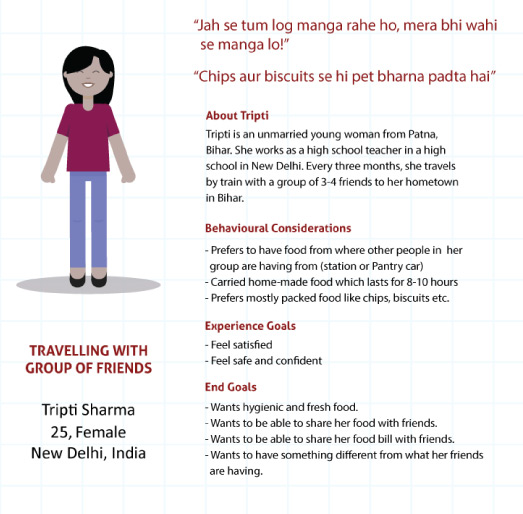 “Jah se tum log manga rahe ho, mera bhi wahi
se manga lo!”
“Chips aur biscuits se hi pet bharna padta hai”
About Tripti
Tripti is an unmarried young woman from Patna,
Bihar. She works as a high school teacher in a high
school in New Delhi. Every three months, she travels
by train with a group of 3-4 friends to her hometown
in Bihar.
Behavioural Considerations
- Prefers to have food from where other people in her
group are having from (station or Pantry car)
- Carried home-made food which lasts for 8-10 hours
- Prefers mostly packed food like chips, biscuits etc.
Experience Goals
- Feel satisfied
- Feel safe and confident
End Goals
- Wants hygienic and fresh food.
- Wants to be able to share her food with friends.
- Wants to be able to share her food bill with friends.
- Wants to have something different from what her friends
are having.
TRAVELLING WITH
GROUP OF FRIENDS
Tripti Sharma
25, Female
New Delhi, India